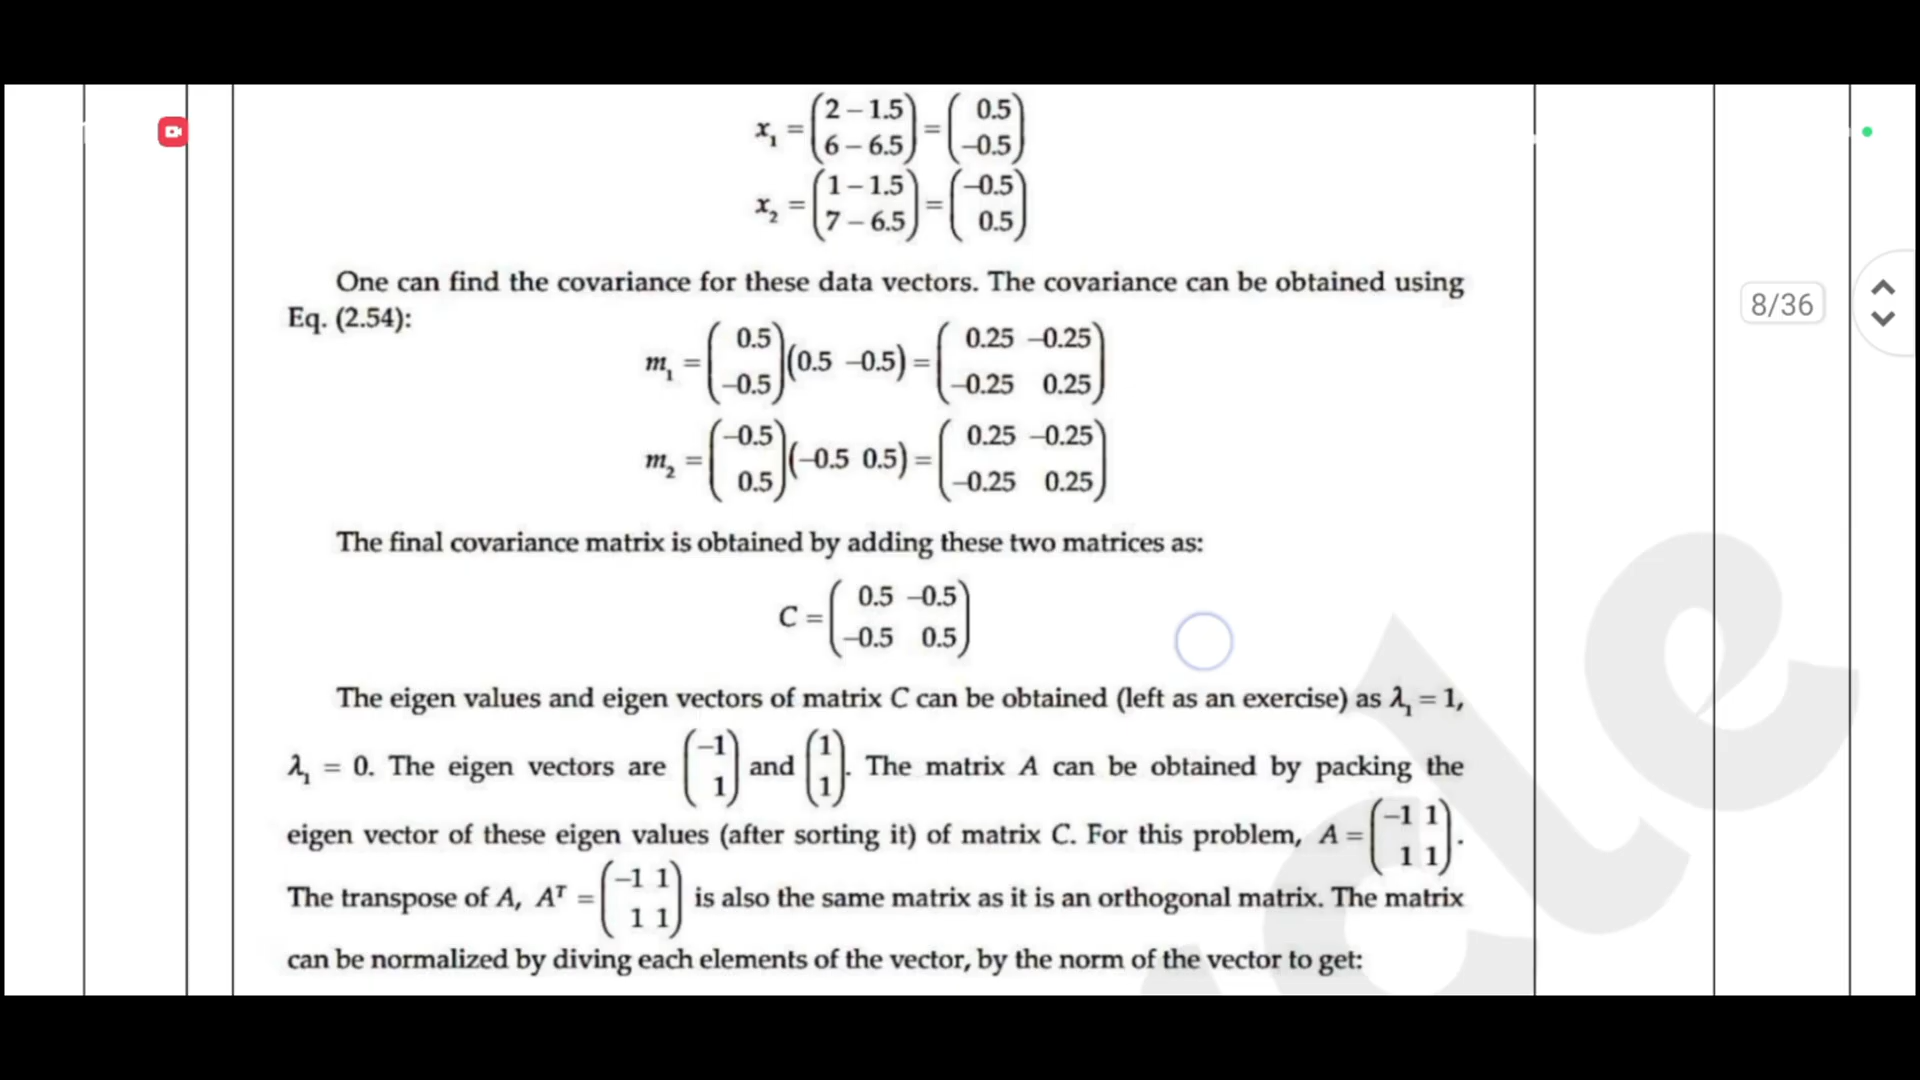 x₁ = (2 – 1.5 6 – 6.5) = (0.5 –0.5)
x₂ = (1 – 1.5 7 – 6.5) = (–0.5 0.5)
One can find the covariance for these data vectors. The covariance can be obtained using
8/36
Eq. (2.54):
m₁ = (0.5 –0.5)(0.5 –0.5) = (0.25 –0.25 –0.25 0.25)
m₂ = (–0.5 0.5)(–0.5 0.5) = (0.25 –0.25 –0.25 0.25)
The final covariance matrix is obtained by adding these two matrices as:
C = (0.5 –0.5 –0.5 0.5)
The eigen values and eigen vectors of matrix C can be obtained (left as an exercise) as λ₁ = 1,
λ₁ = 0. The eigen vectors are (–1 1) and (1 1). The matrix A can be obtained by packing the
eigen vector of these eigen values (after sorting it) of matrix C. For this problem, A = (–1 1 1 1).
The transpose of A, Aᵀ = (–1 1 1 1) is also the same matrix as it is an orthogonal matrix. The matrix
can be normalized by diving each elements of the vector, by the norm of the vector to get: